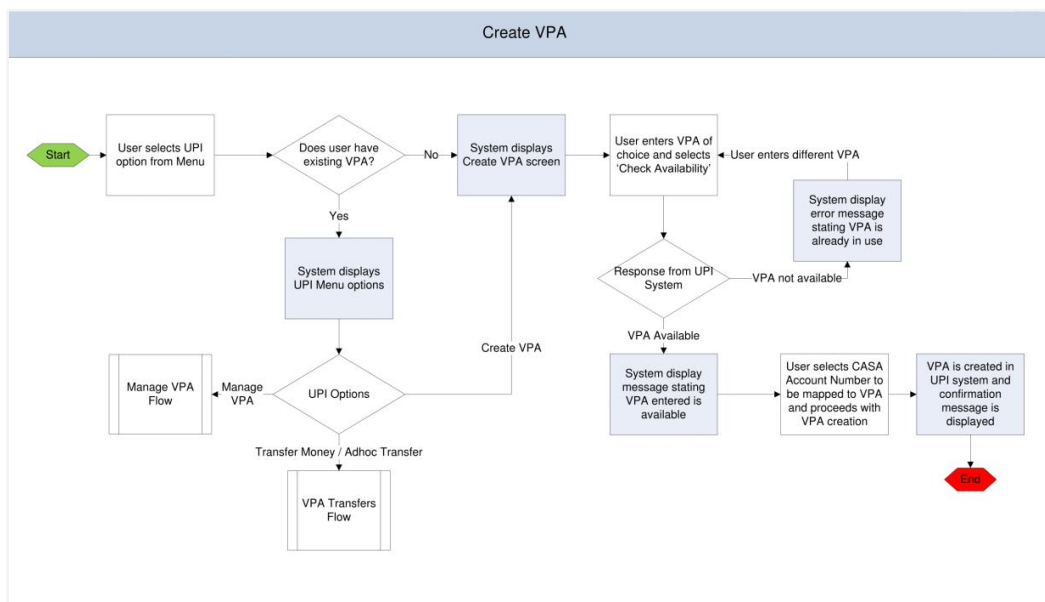 Create VPA
Start
User selects UPI
option from Menu
Does user have
existing VPA?
No
System displays
Create VPA screen
User enters VPA of
choice and selects
‘Check Availability’
User enters different VPA
System display
error message
stating VPA is
already in use
Yes
System displays
UPI Menu options
Response from UPI
System
VPA not available
VPA Available
Create VPA
Manage VPA
Flow
Manage
VPA
UPI Options
System display
message stating
VPA entered is
available
User selects CASA
Account Number to
be mapped to VPA
and proceeds with
VPA creation
VPA is created in
UPI system and
confirmation
message is
displayed
Transfer Money / Adhoc Transfer
VPA Transfers
Flow
End